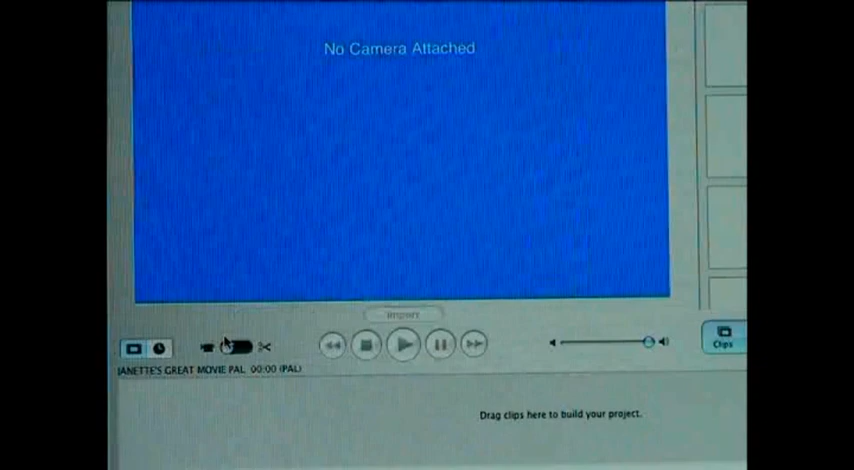 No Camera Attached
Import
Clips
JANETTE'S GREAT MOVIE PAL 00:00 (PAL)
Drag clips here to build your project.